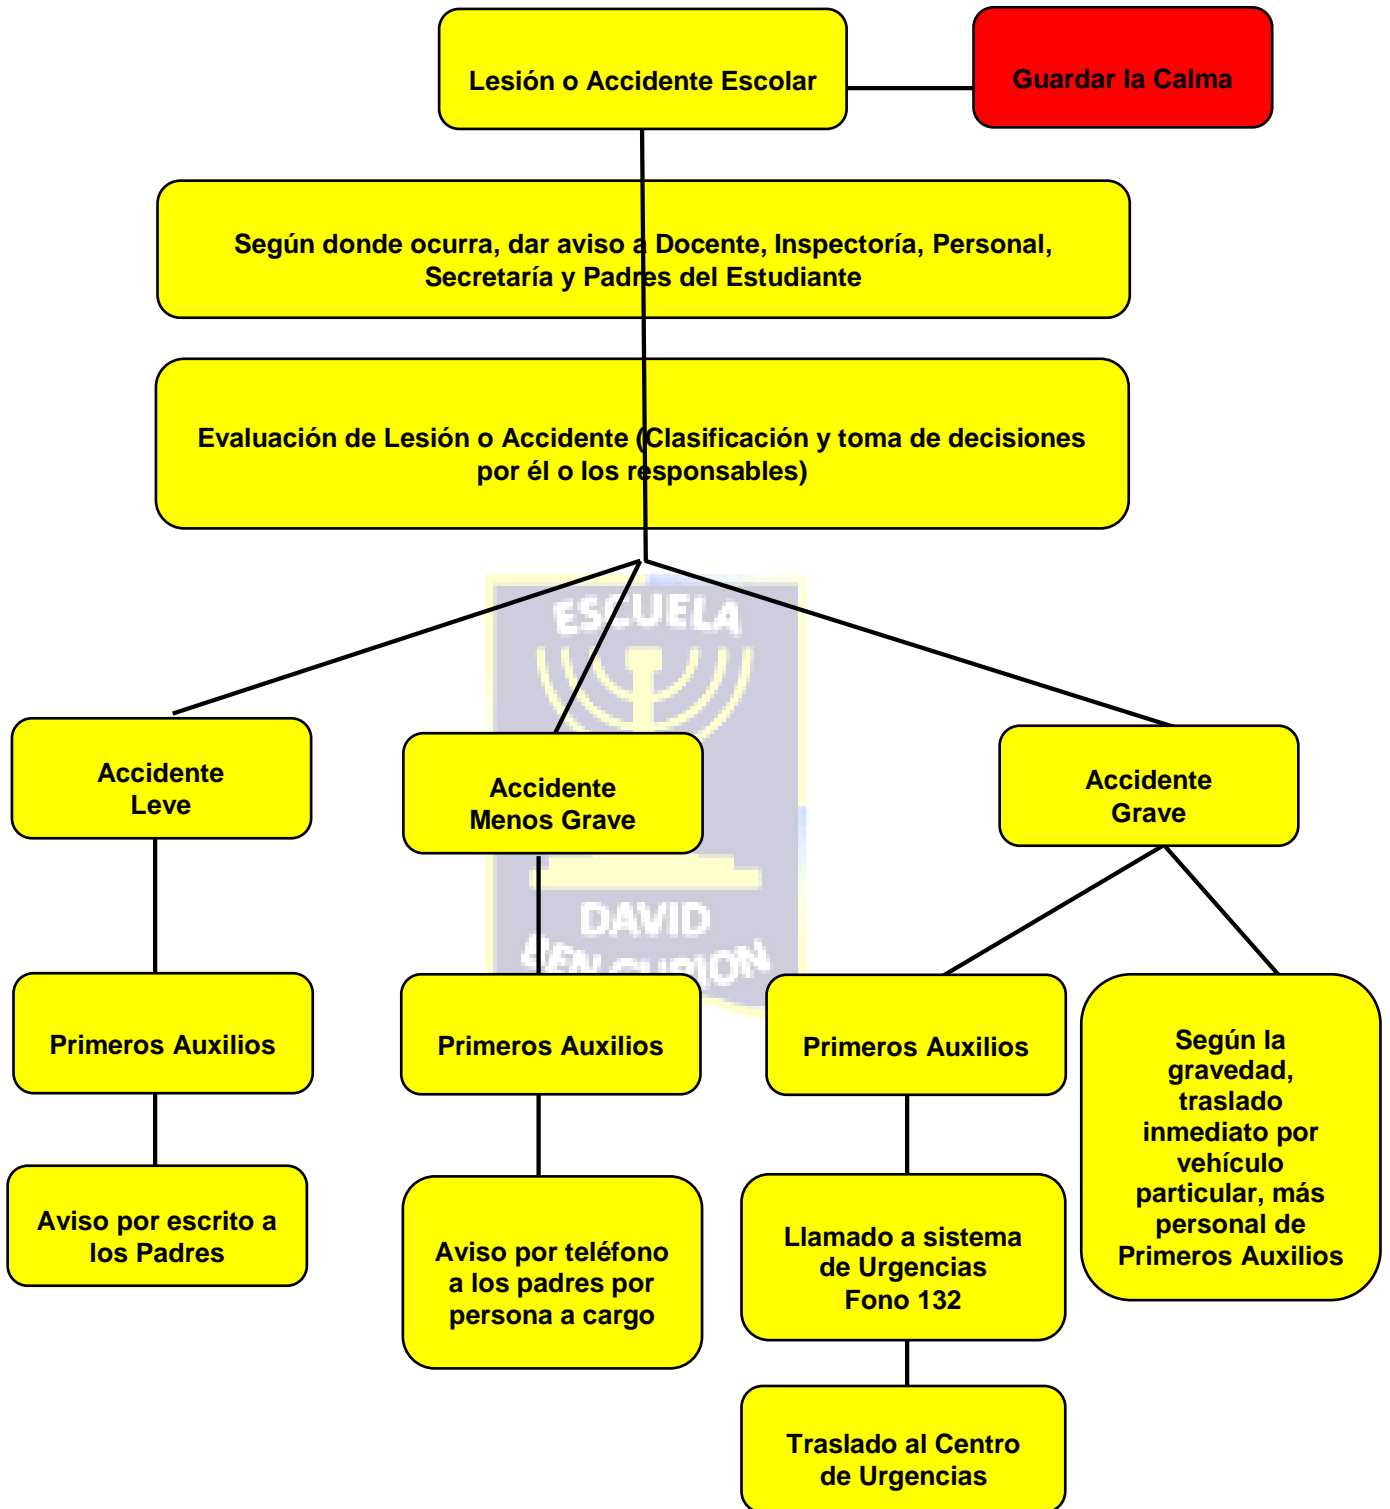 Lesión o Accidente Escolar
Guardar la Calma
Según donde ocurra, dar aviso a Docente, Inspectoría, Personal,
Secretaría y Padres del Estudiante
Evaluación de Lesión o Accidente (Clasificación y toma de decisiones
por él o los responsables)
ESCUELA
Accidente
Leve
Accidente
Menos Grave
Accidente
Grave
DAVID
BEN GURION
Primeros Auxilios
Primeros Auxilios
Primeros Auxilios
Según la
gravedad,
traslado
inmediato por
vehículo
particular, más
personal de
Primeros Auxilios
Aviso por escrito a
los Padres
Aviso por teléfono
a los padres por
persona a cargo
Llamado a sistema
de Urgencias
Fono 132
Traslado al Centro
de Urgencias